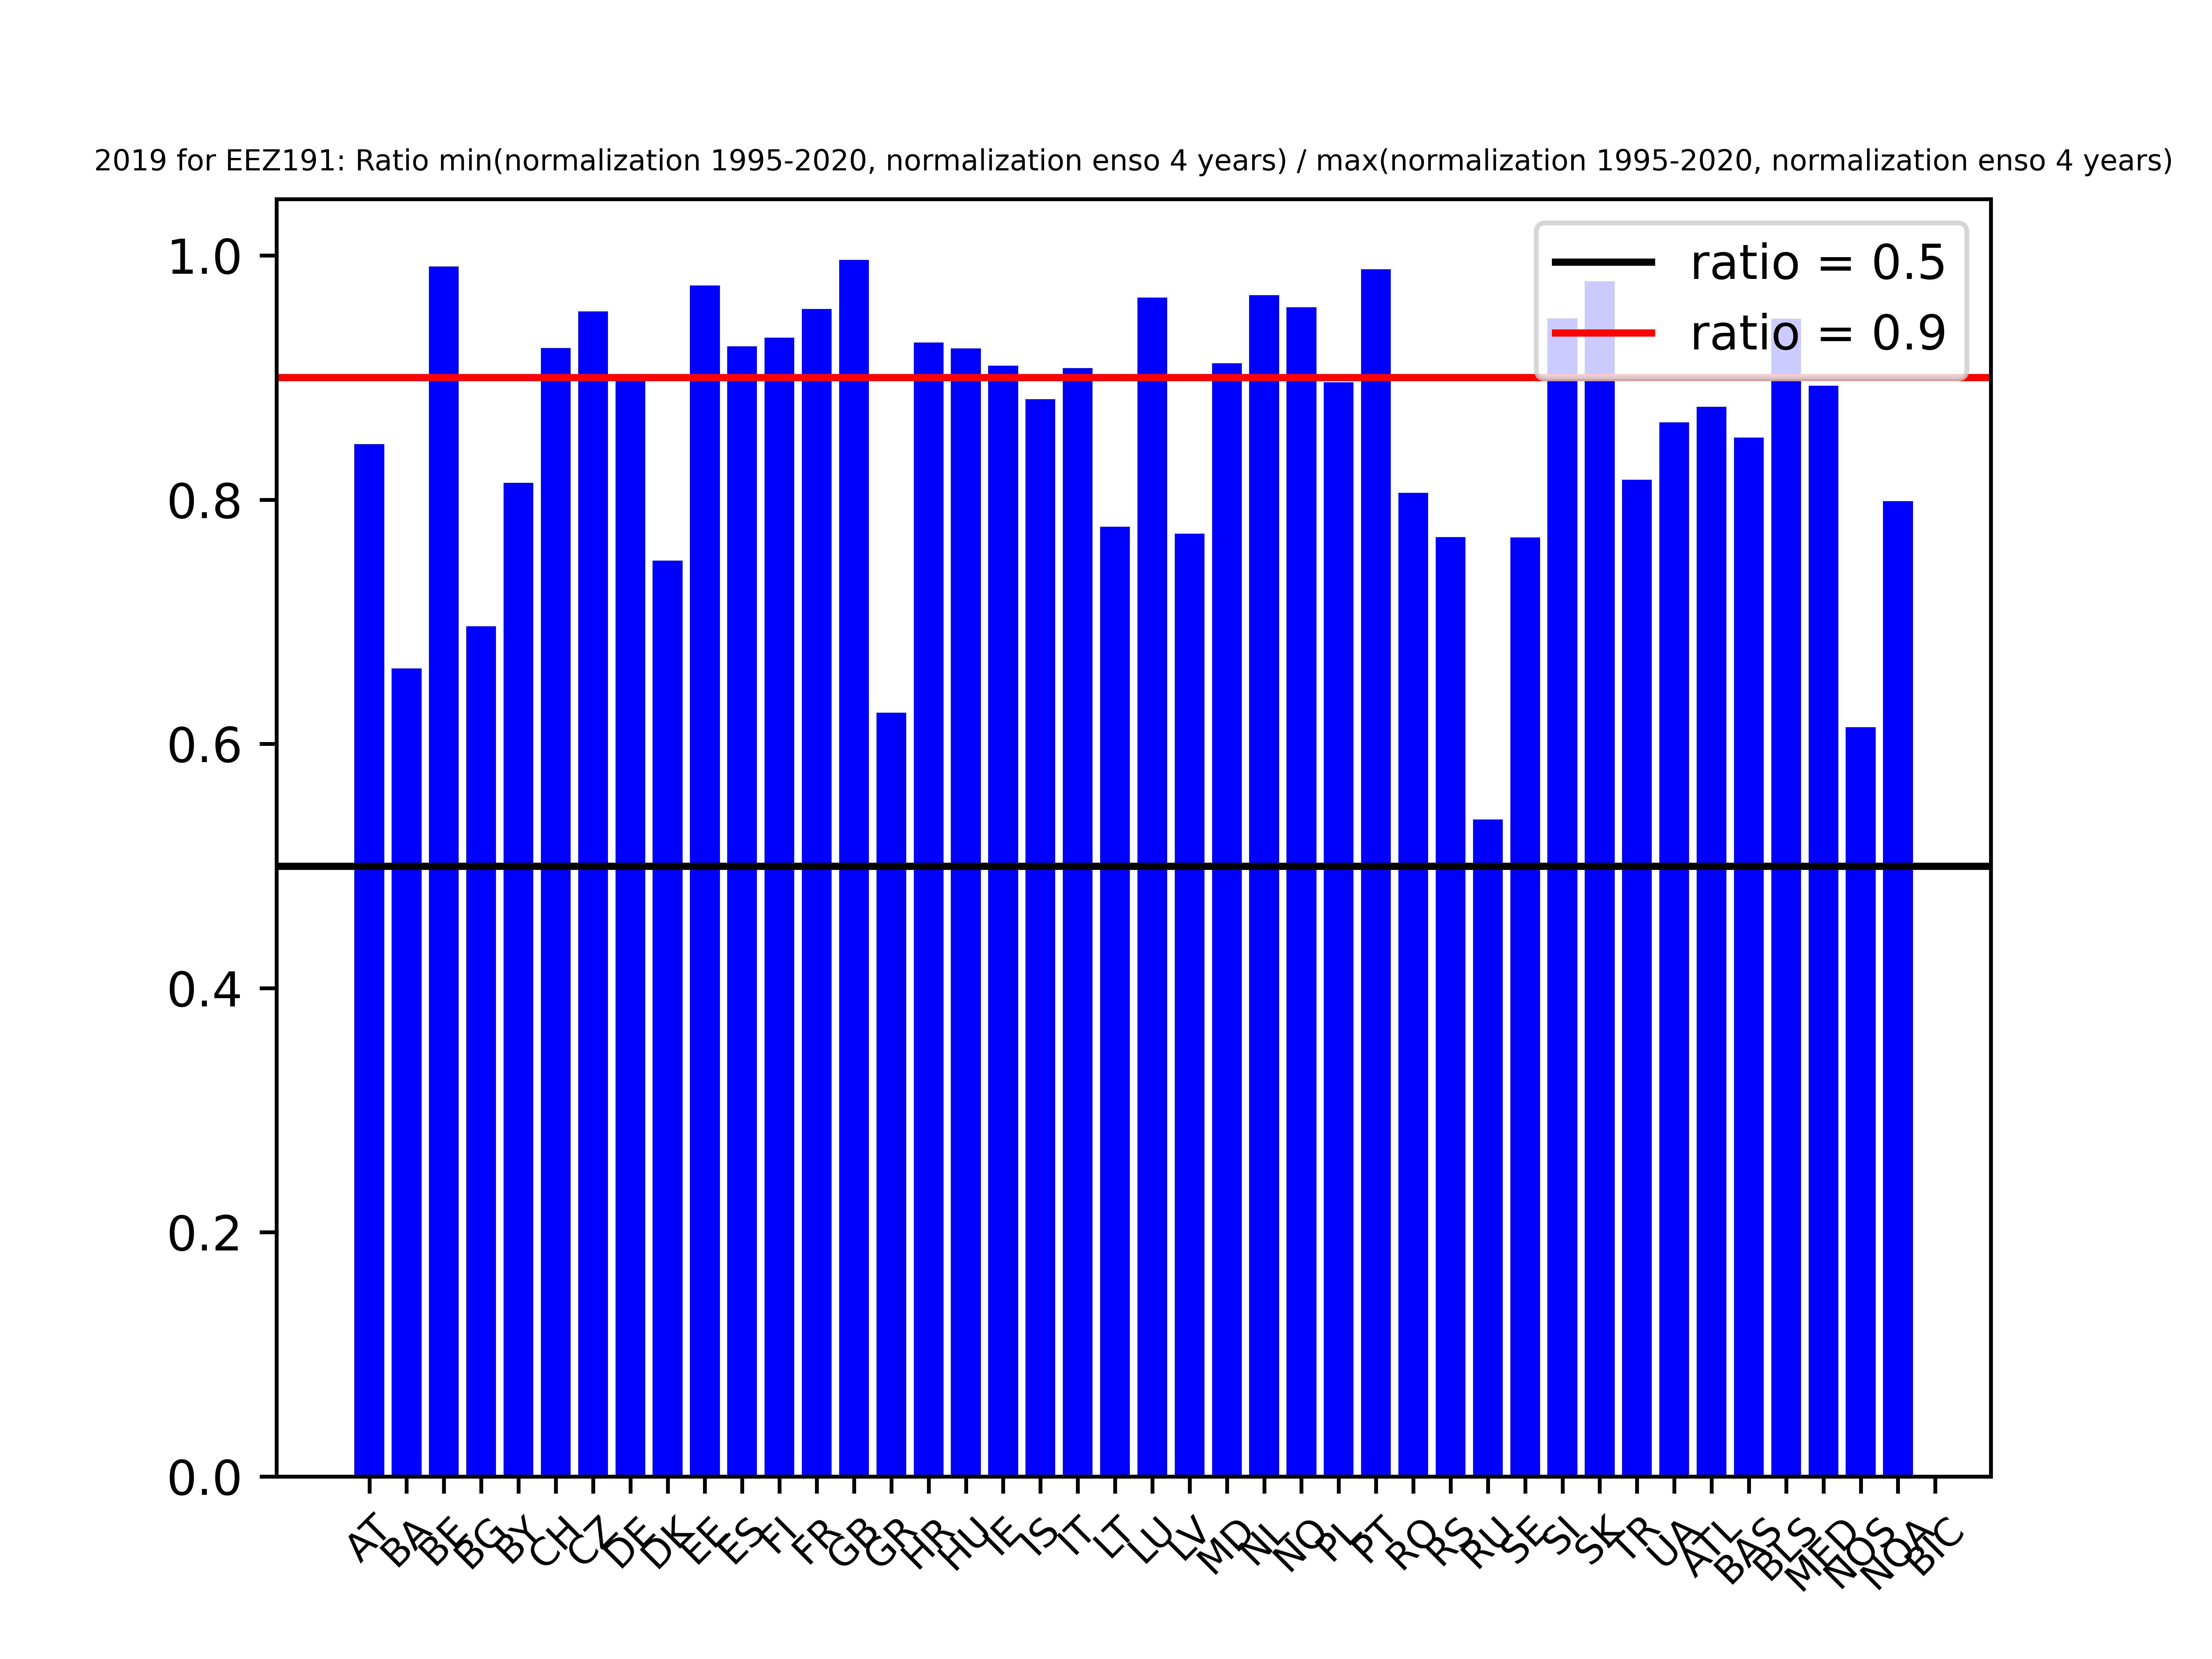 2019 for EEZ191: Ratio min(normalization 1995-2020, normalization enso 4 years) / max(normalization 1995-2020, normalization enso 4 years)
ratio = 0.5
ratio = 0.9
1.0
0.8
0.6
0.4
0.2
0.0
AT
BA
BE
BG
BY
CH
CZ
DE
DK
EE
ES
FI
FR
GB
GR
HR
HU
IE
IS
IT
LT
LU
LV
MD
NL
NO
PL
PT
RO
RS
RU
SE
SI
SK
TR
UA
ATL
BAS
BLS
MED
NOS
NOA
BIC